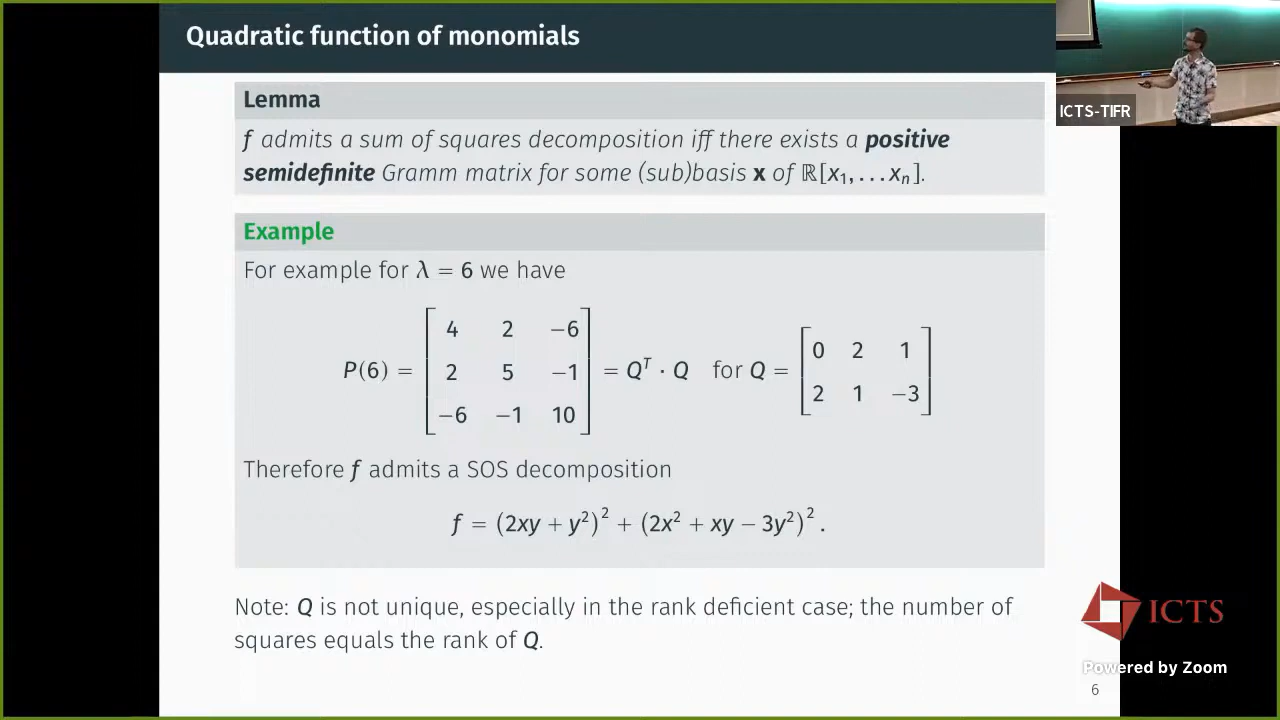 Quadratic function of monomials
Lemma
f admits a sum of squares decomposition iff there exists a positive
semidefinite Gramm matrix for some (sub)basis x of ℝ[x₁, … xₙ].
Example
For example for λ = 6 we have
P(6) = [4 2 −6; 2 5 −1; −6 −1 10] = Qᵀ · Q for Q = [0 2 1; 2 1 −3]
Therefore f admits a SOS decomposition
f = (2xy + y²)² + (2x² + xy − 3y²)².
Note: Q is not unique, especially in the rank deficient case; the number of
squares equals the rank of Q.
6
ICTS-TIFR
ICTS
Powered by Zoom